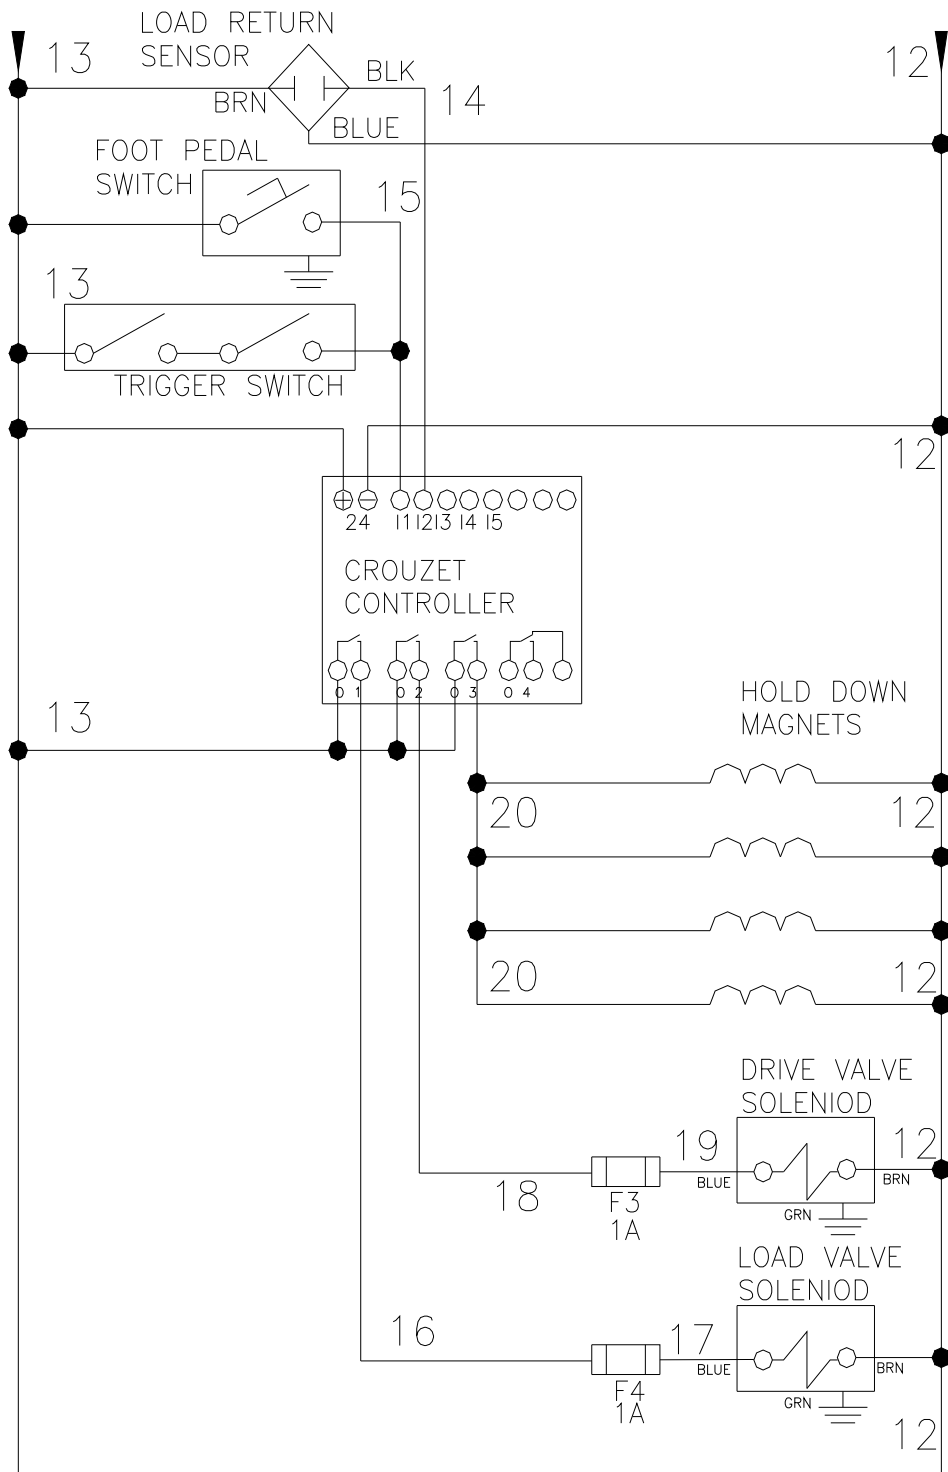 LOAD RETURN
SENSOR
13
12
BLK
BRN
14
BLUE
FOOT PEDAL
SWITCH
15
13
TRIGGER SWITCH
12
24 I1 I2 I3 I4 I5
CROUZET
CONTROLLER
0 1 0 2 0 3 0 4
13
HOLD DOWN
MAGNETS
20
12
20
12
DRIVE VALVE
SOLENIOD
19
12
BLUE
BRN
18
F3
1A
GRN
LOAD VALVE
SOLENIOD
16
17
BLUE
BRN
F4
1A
GRN
12